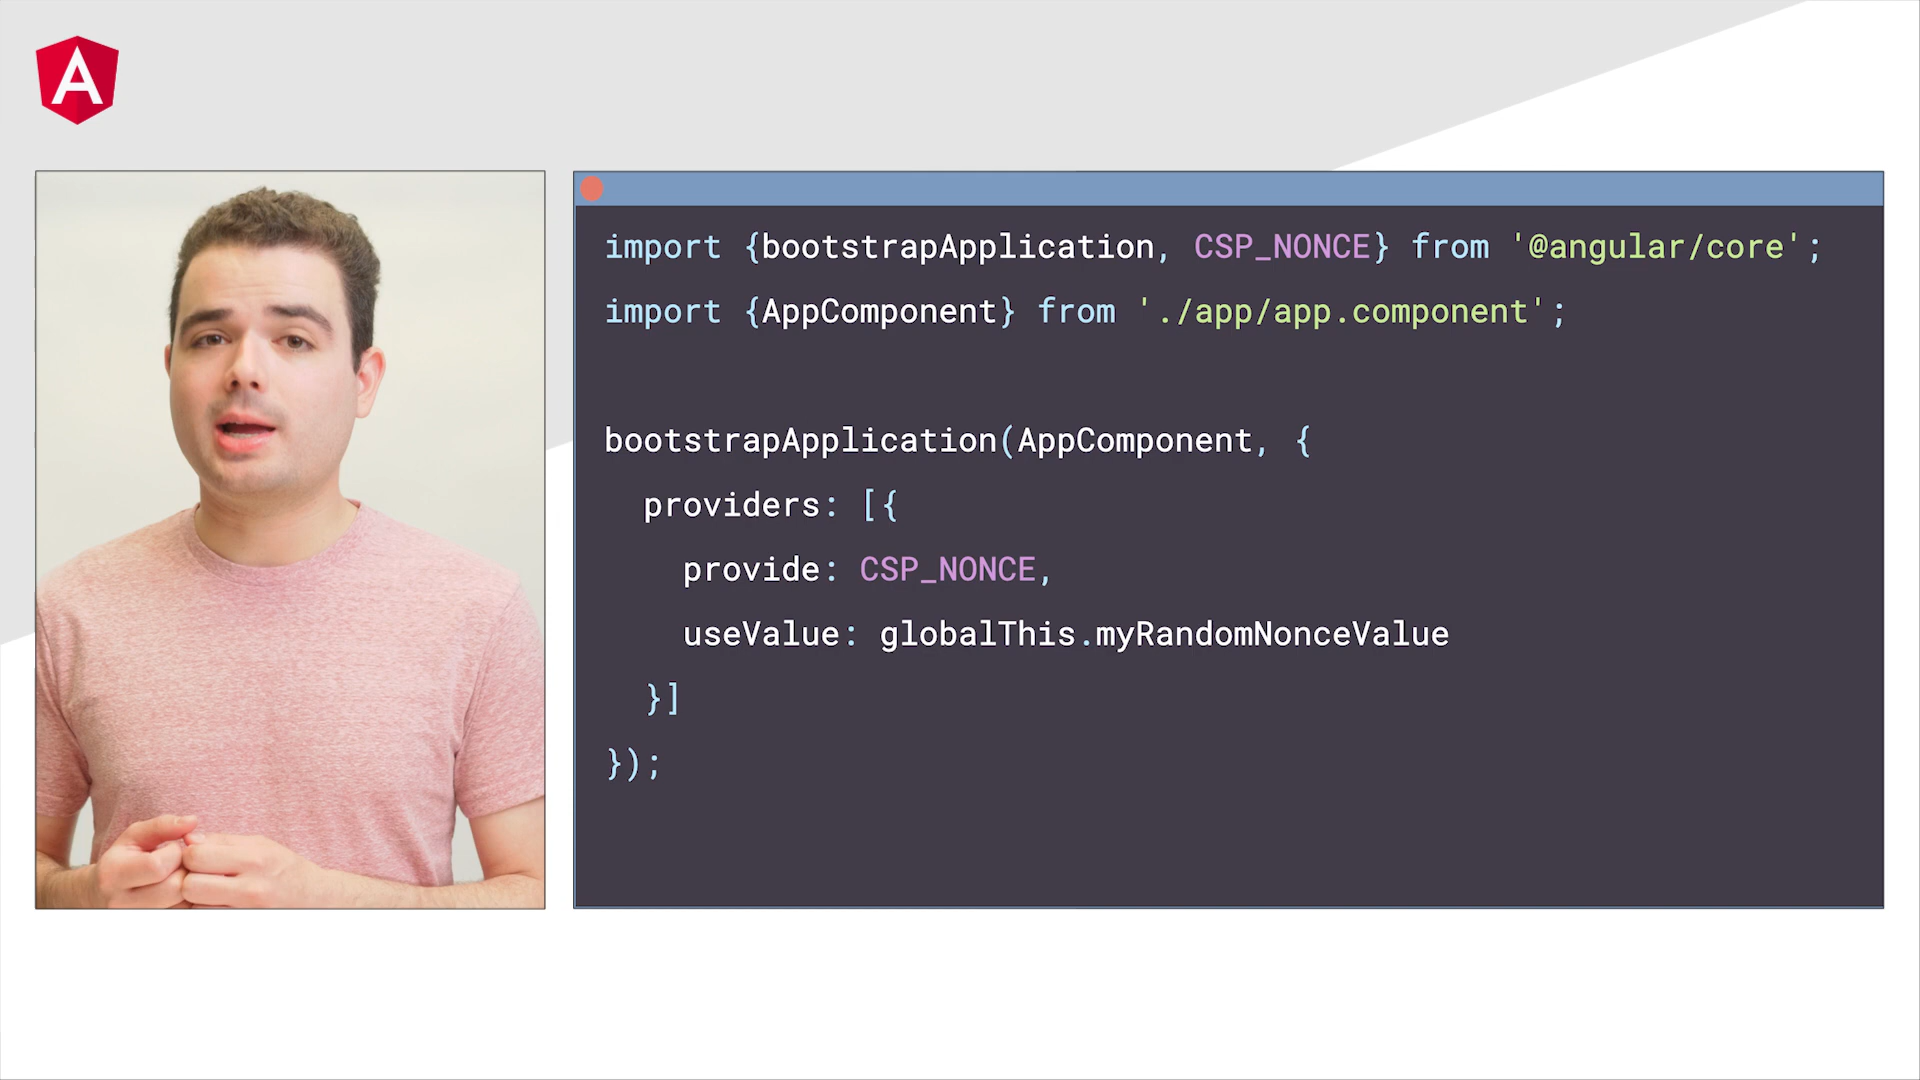 A
import {bootstrapApplication, CSP_NONCE} from '@angular/core';
import {AppComponent} from './app/app.component';
bootstrapApplication(AppComponent, {
  providers: [{
    provide: CSP_NONCE,
    useValue: globalThis.myRandomNonceValue
  }]
});